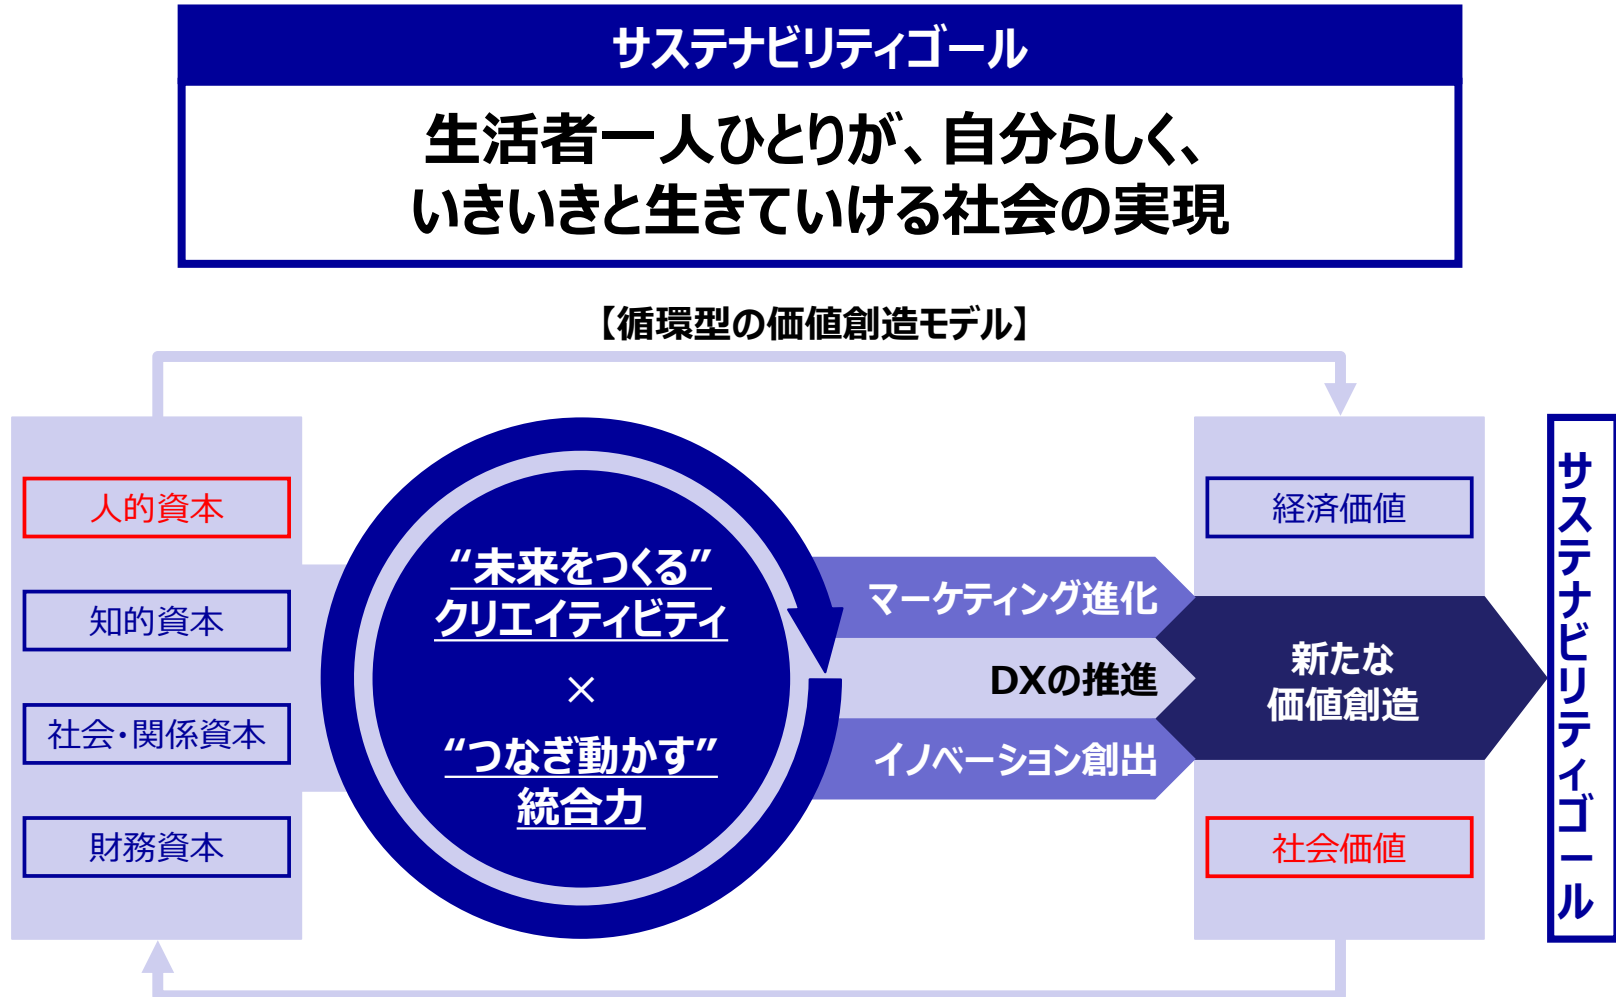 サステナビリティゴール
生活者一人ひとりが、自分らしく、
いきいきと生きていける社会の実現
【循環型の価値創造モデル】
人的資本
知的資本
社会・関係資本
財務資本
“未来をつくる”
クリエイティビティ
×
“つなぎ動かす”
統合力
マーケティング進化
DXの推進
イノベーション創出
経済価値
新たな
価値創造
社会価値
サステナビリティゴール